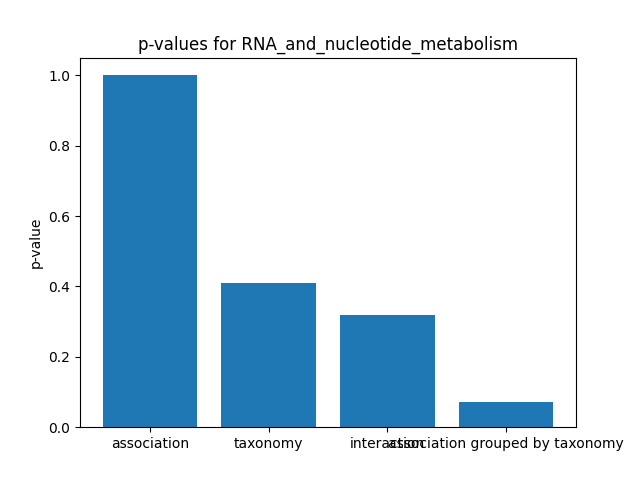 p-values for RNA_and_nucleotide_metabolism
1.0
0.8
0.6
0.4
0.2
0.0
p-value
association
taxonomy
interaction
association grouped by taxonomy